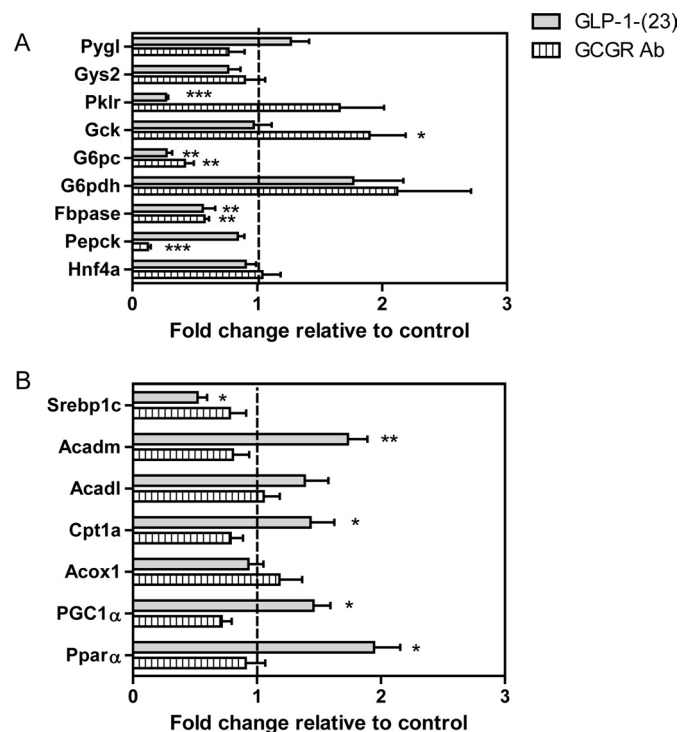 GLP-1-(23)
GCGR Ab
A
Pygl
Gys2
Pklr
***
Gck
*
G6pc
**
**
G6pdh
Fbpase
**
**
Pepck
***
Hnf4a
0 1 2 3
Fold change relative to control
B
Srebp1c
*
Acadm
**
Acadl
Cpt1a
*
Acox1
PGC1α
*
Pparα
*
0 1 2 3
Fold change relative to control